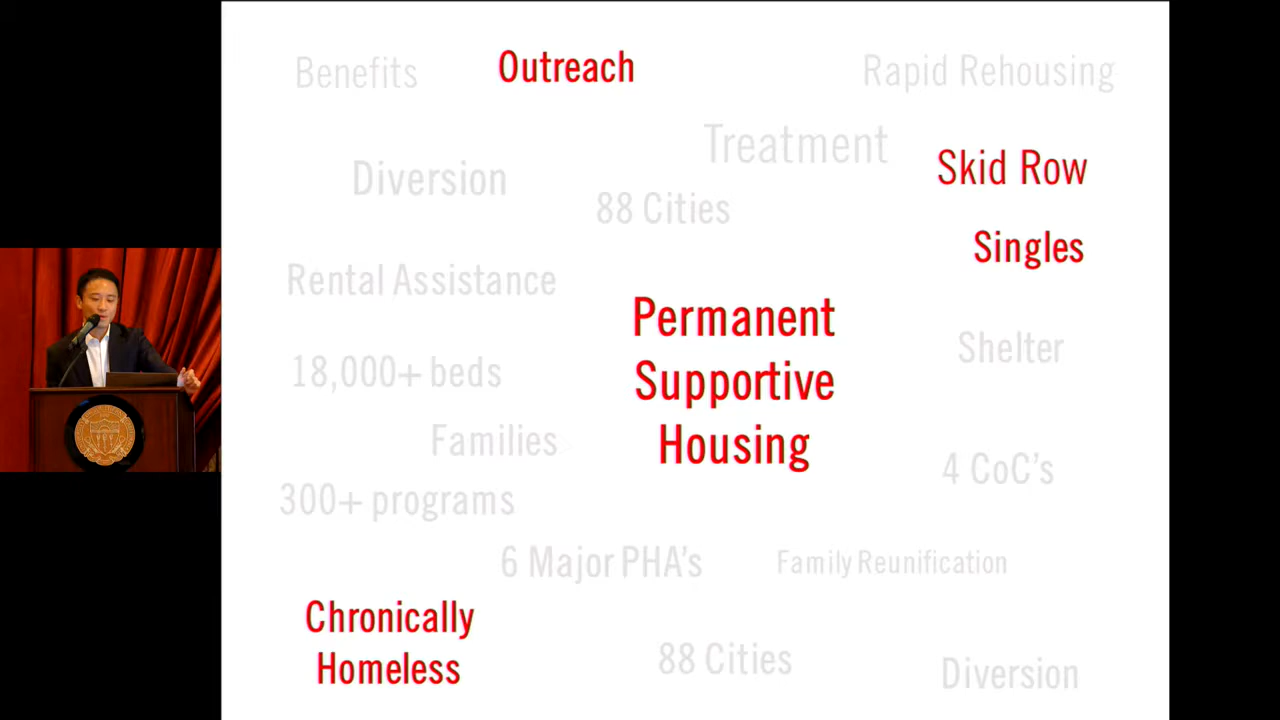 Benefits
Outreach
Rapid Rehousing
Treatment
Diversion
Skid Row
88 Cities
Singles
Rental Assistance
Permanent
Supportive
Housing
Shelter
18,000+ beds
Families
4 CoC's
300+ programs
6 Major PHA's
Family Reunification
Chronically
Homeless
88 Cities
Diversion